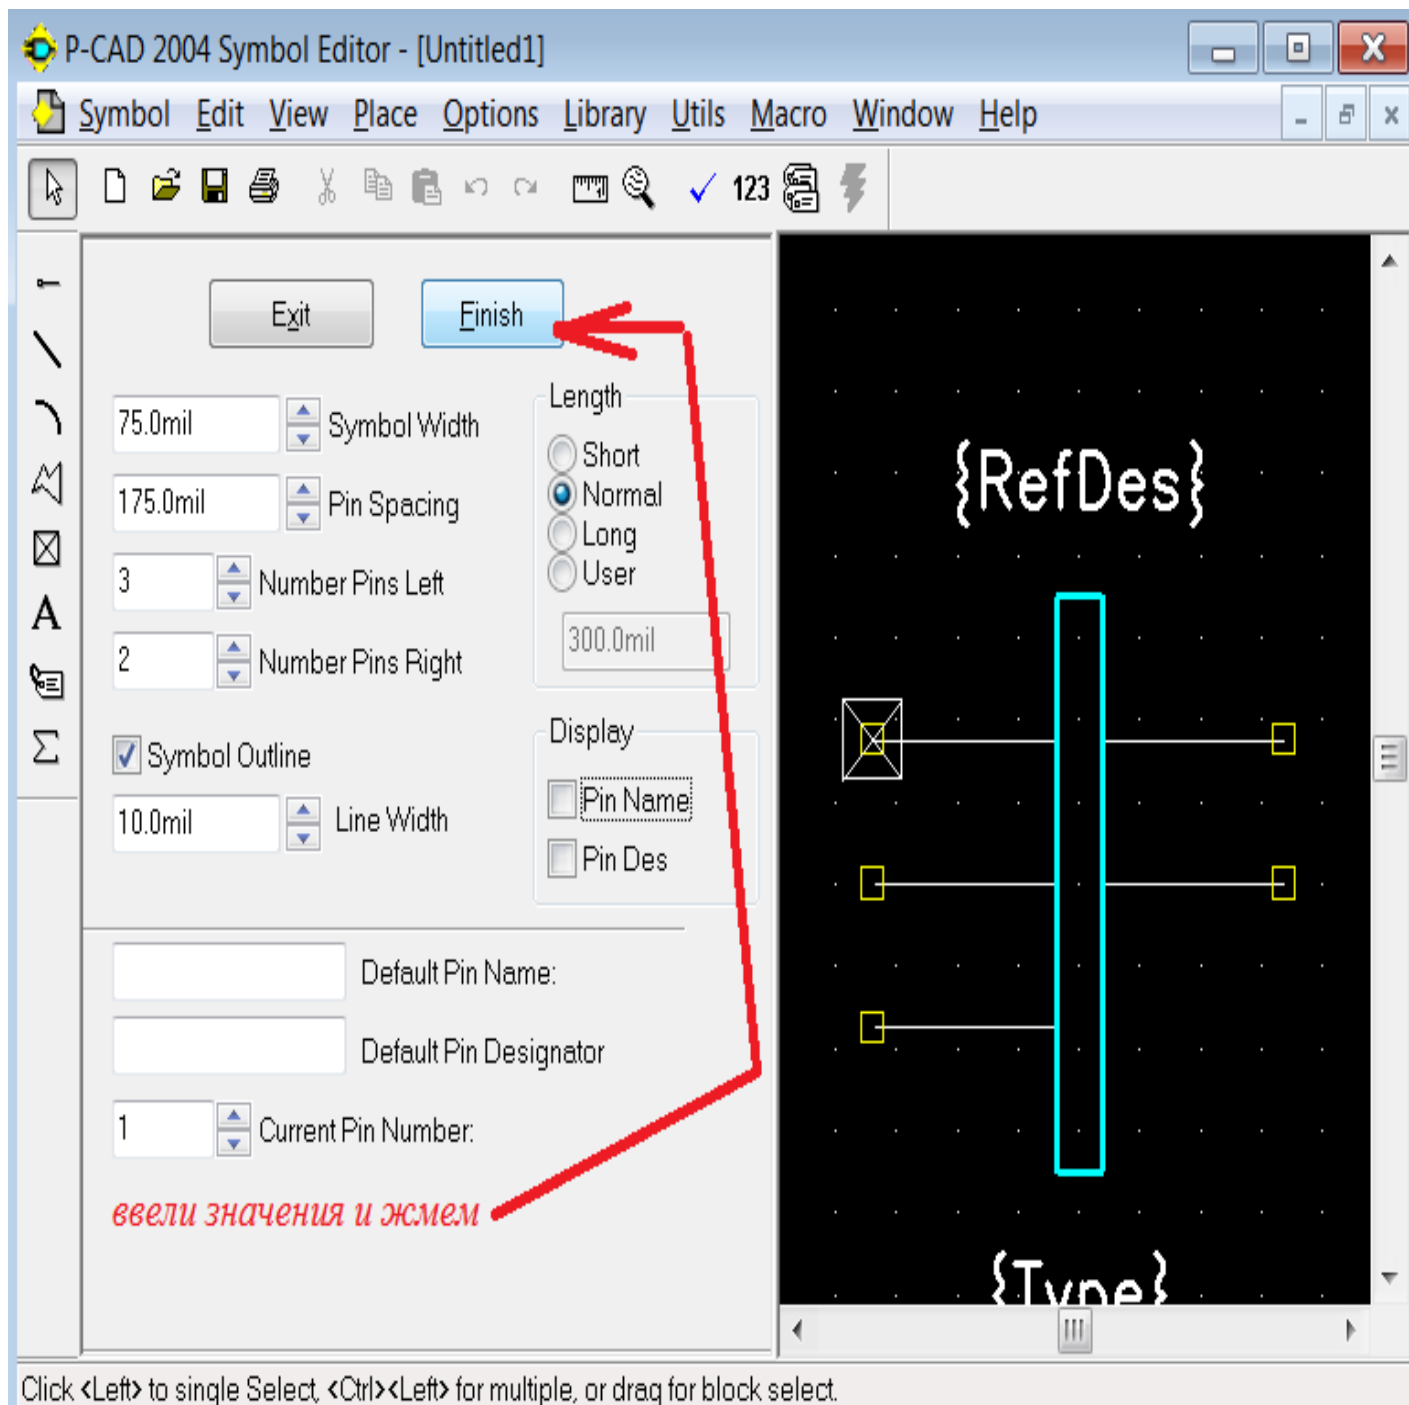 P-CAD 2004 Symbol Editor - [Untitled1]
Symbol Edit View Place Options Library Utils Macro Window Help
123
Exit Finish
75.0mil Symbol Width
175.0mil Pin Spacing
3 Number Pins Left
2 Number Pins Right
Symbol Outline
10.0mil Line Width
Length
Short
Normal
Long
User
300.0mil
Display
Pin Name
Pin Des
Default Pin Name:
Default Pin Designator
1 Current Pin Number:
ввели значения и жмем
{RefDes}
{Type}
Click <Left> to single Select, <Ctrl><Left> for multiple, or drag for block select.